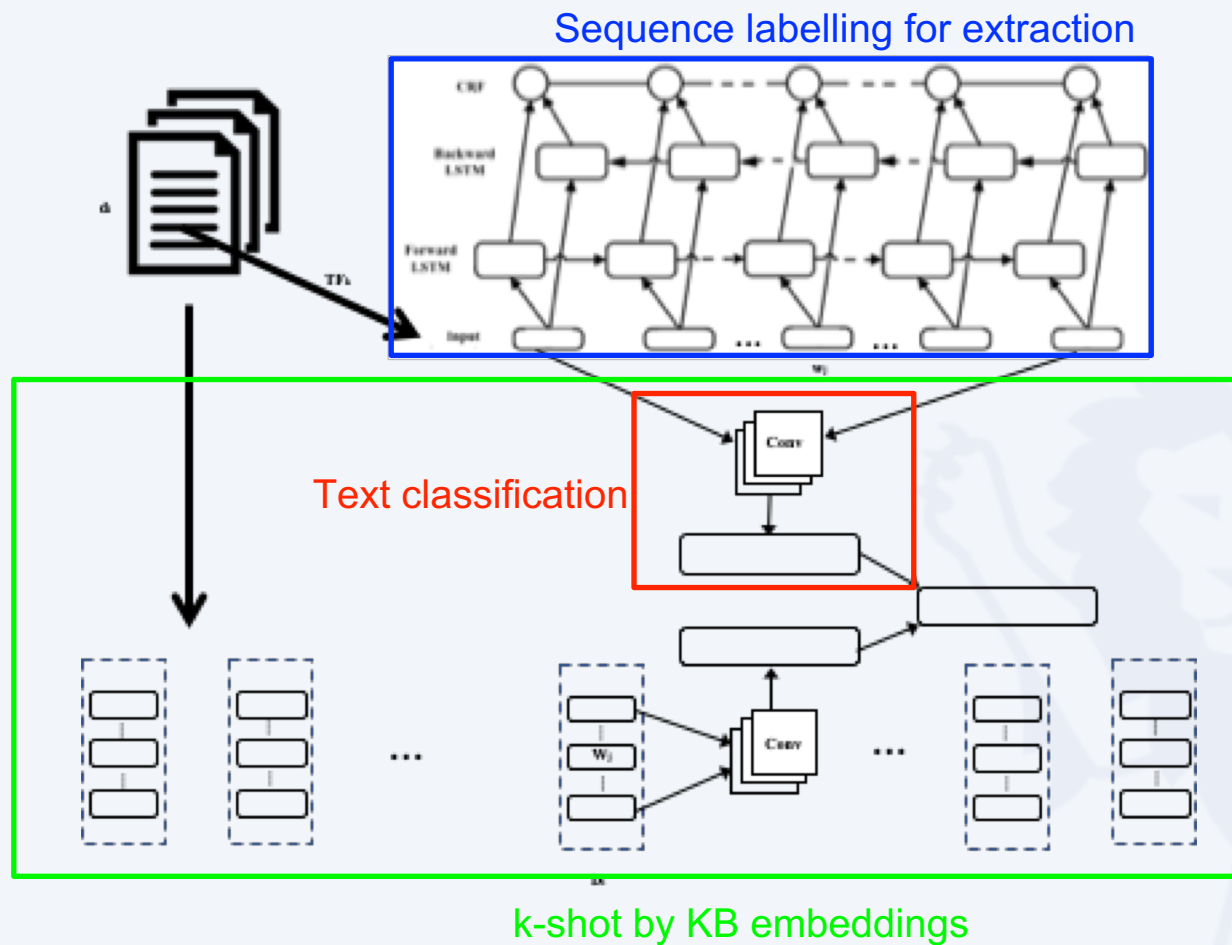 Sequence labelling for extraction
CRF
Backward
LSTM
Forward
LSTM
TFₖ
Input
...
...
wⱼ
Conv
Text classification
...
Wⱼ
Conv
...
k-shot by KB embeddings